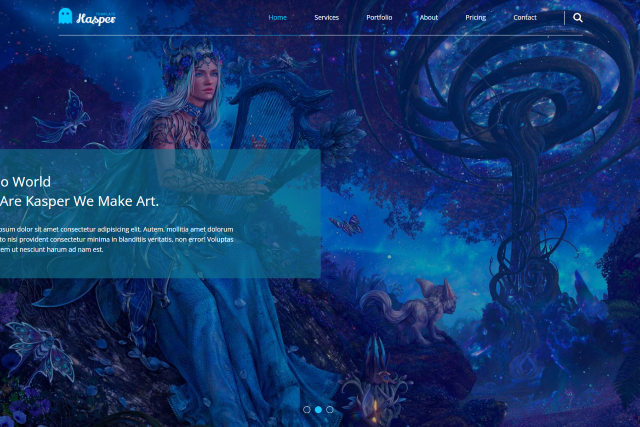 TEMPLATE
Kasper
Home Services Portfolio About Pricing Contact
o World
Are Kasper We Make Art.
psum dolor sit amet consectetur adipisicing elit. Autem, mollitia amet dolorum
to nisi provident consectetur minima in blanditiis veritatis, non error! Voluptas
em ut nesciunt harum ad nam est.